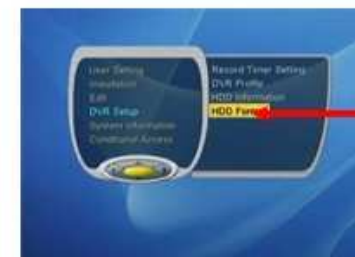 User Setting
Installation
Edit
DVR Setup
System Information
Conditional Access
Record Timer Setting
DVR Profile
HDD Information
HDD Format